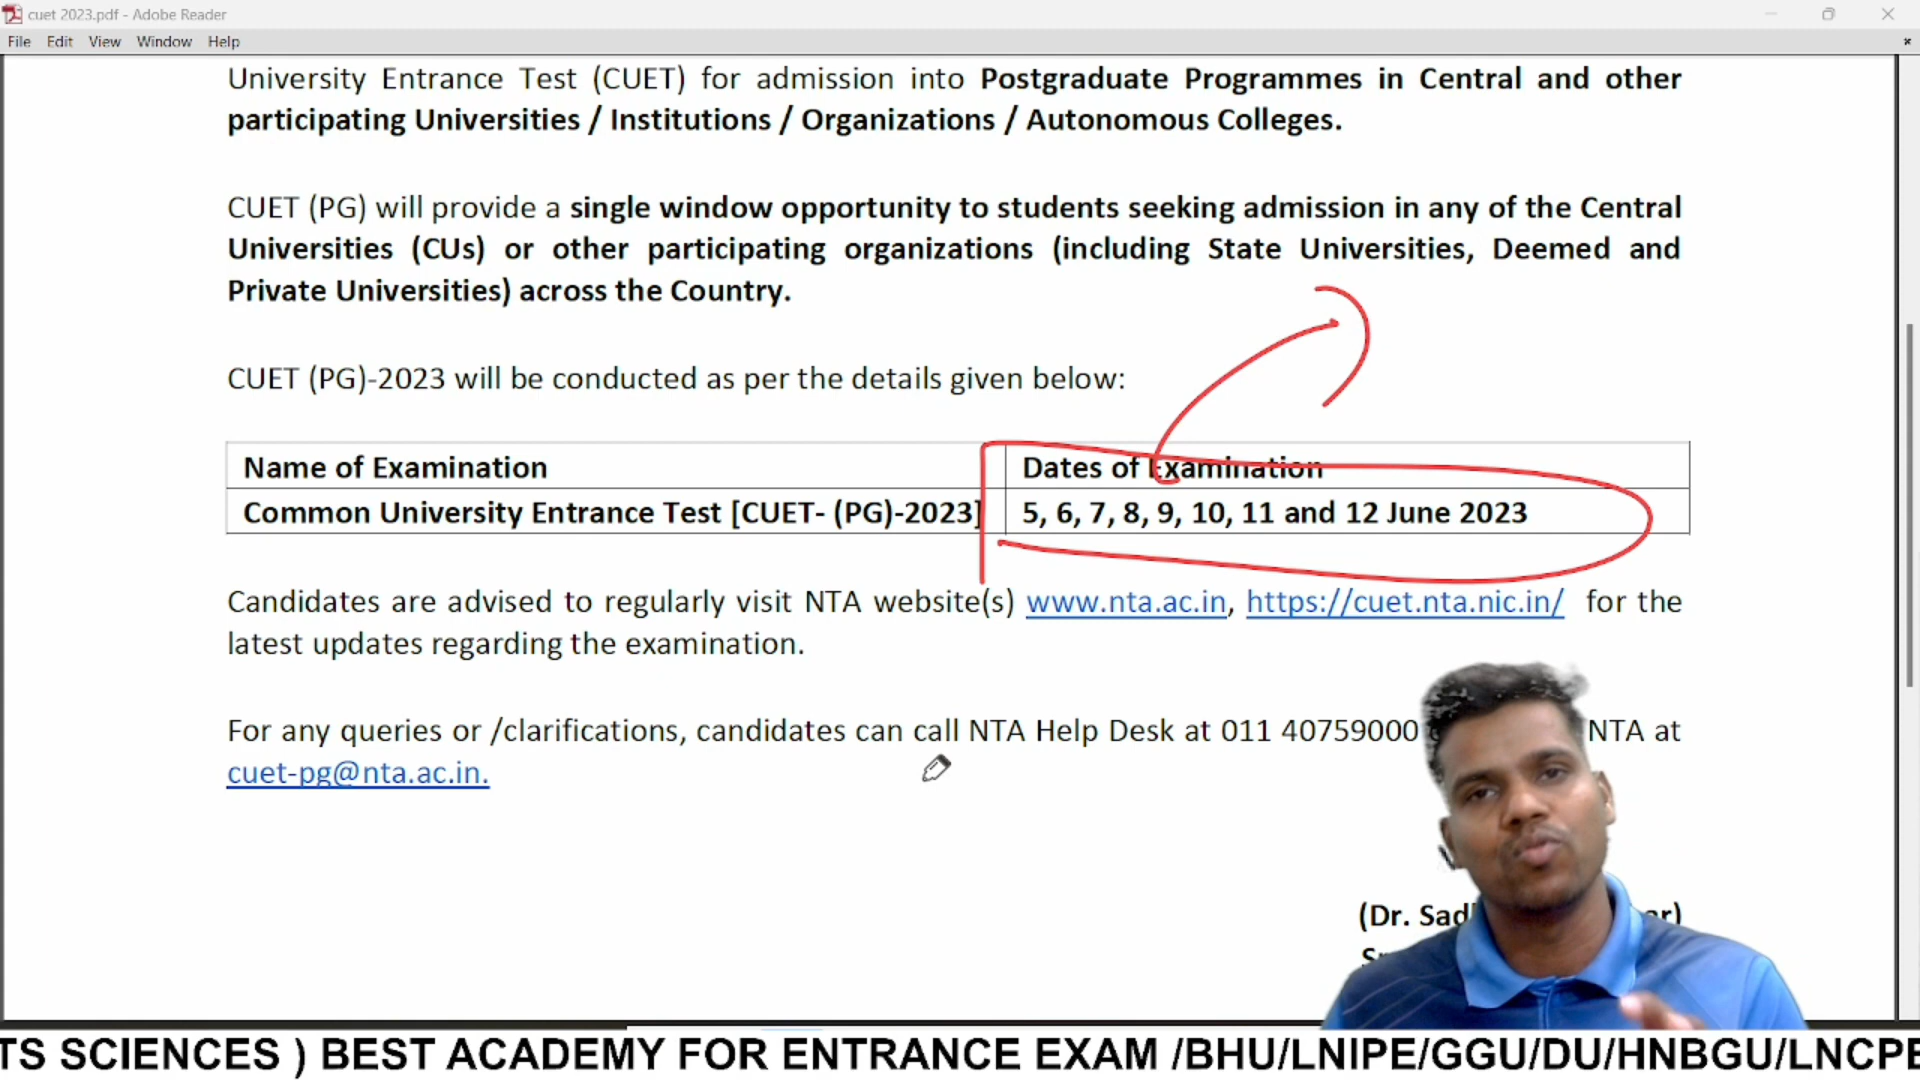 cuet 2023.pdf - Adobe Reader
File Edit View Window Help
University Entrance Test (CUET) for admission into Postgraduate Programmes in Central and other
participating Universities / Institutions / Organizations / Autonomous Colleges.
CUET (PG) will provide a single window opportunity to students seeking admission in any of the Central
Universities (CUs) or other participating organizations (including State Universities, Deemed and
Private Universities) across the Country.
CUET (PG)-2023 will be conducted as per the details given below:
Name of Examination Dates of Examination
Common University Entrance Test [CUET- (PG)-2023] 5, 6, 7, 8, 9, 10, 11 and 12 June 2023
Candidates are advised to regularly visit NTA website(s) www.nta.ac.in, https://cuet.nta.nic.in/ for the
latest updates regarding the examination.
For any queries or /clarifications, candidates can call NTA Help Desk at 011 40759000 NTA at
cuet-pg@nta.ac.in.
(Dr.
TS SCIENCES ) BEST ACADEMY FOR ENTRANCE EXAM /BHU/LNIPE/GGU/DU/HNBGU/LNCPE